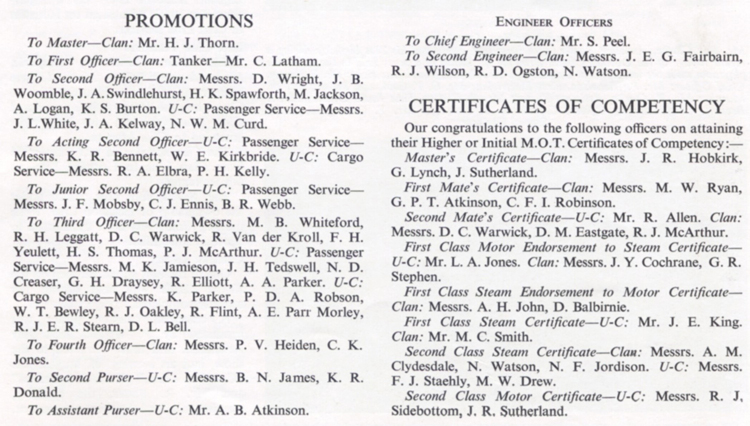 PROMOTIONS
To Master—Clan: Mr. H. J. Thorn.
To First Officer—Clan: Tanker—Mr. C. Latham.
To Second Officer—Clan: Messrs. D. Wright, J. B.
Woomble, J. A. Swindlehurst, H. K. Spawforth, M. Jackson,
A. Logan, K. S. Burton. U-C: Passenger Service—Messrs.
J. L.White, J. A. Kelway, N. W. M. Curd.
To Acting Second Officer—U-C: Passenger Service—
Messrs. K. R. Bennett, W. E. Kirkbride. U-C: Cargo
Service—Messrs. R. A. Elbra, P. H. Kelly.
To Junior Second Officer—U-C: Passenger Service—
Messrs. J. F. Mobsby, C. J. Ennis, B. R. Webb.
To Third Officer—Clan: Messrs. M. B. Whiteford,
R. H. Leggatt, D. C. Warwick, R. Van der Kroll, F. H.
Yeulett, H. S. Thomas, P. J. McArthur. U-C: Passenger
Service—Messrs. M. K. Jamieson, J. H. Tedswell, N. D.
Creaser, G. H. Draysey, R. Elliott, A. A. Parker. U-C:
Cargo Service—Messrs. K. Parker, P. D. A. Robson,
W. T. Bewley, R. J. Oakley, R. Flint, A. E. Parr Morley,
R. J. E. R. Stearn, D. L. Bell.
To Fourth Officer—Clan: Messrs. P. V. Heiden, C. K.
Jones.
To Second Purser—U-C: Messrs. B. N. James, K. R.
Donald.
To Assistant Purser—U-C: Mr. A. B. Atkinson.
ENGINEER OFFICERS
To Chief Engineer—Clan: Mr. S. Peel.
To Second Engineer—Clan: Messrs. J. E. G. Fairbairn,
R. J. Wilson, R. D. Ogston, N. Watson.
CERTIFICATES OF COMPETENCY
Our congratulations to the following officers on attaining
their Higher or Initial M.O.T. Certificates of Competency:—
Master's Certificate—Clan: Messrs. J. R. Hobkirk,
G. Lynch, J. Sutherland.
First Mate's Certificate—Clan: Messrs. M. W. Ryan,
G. P. T. Atkinson, C. F. I. Robinson.
Second Mate's Certificate—U-C: Mr. R. Allen. Clan:
Messrs. D. C. Warwick, D. M. Eastgate, R. J. McArthur.
First Class Motor Endorsement to Steam Certificate—
U-C: Mr. L. A. Jones. Clan: Messrs. J. Y. Cochrane, G. R.
Stephen.
First Class Steam Endorsement to Motor Certificate—
Clan: Messrs. A. H. John, D. Balbirnie.
First Class Steam Certificate—U-C: Mr. J. E. King.
Clan: Mr. M. C. Smith.
Second Class Steam Certificate—Clan: Messrs. A. M.
Clydesdale, N. Watson, N. F. Jordison. U-C: Messrs.
F. J. Staehly, M. W. Drew.
Second Class Motor Certificate—U-C: Messrs. R. J,
Sidebottom, J. R. Sutherland.